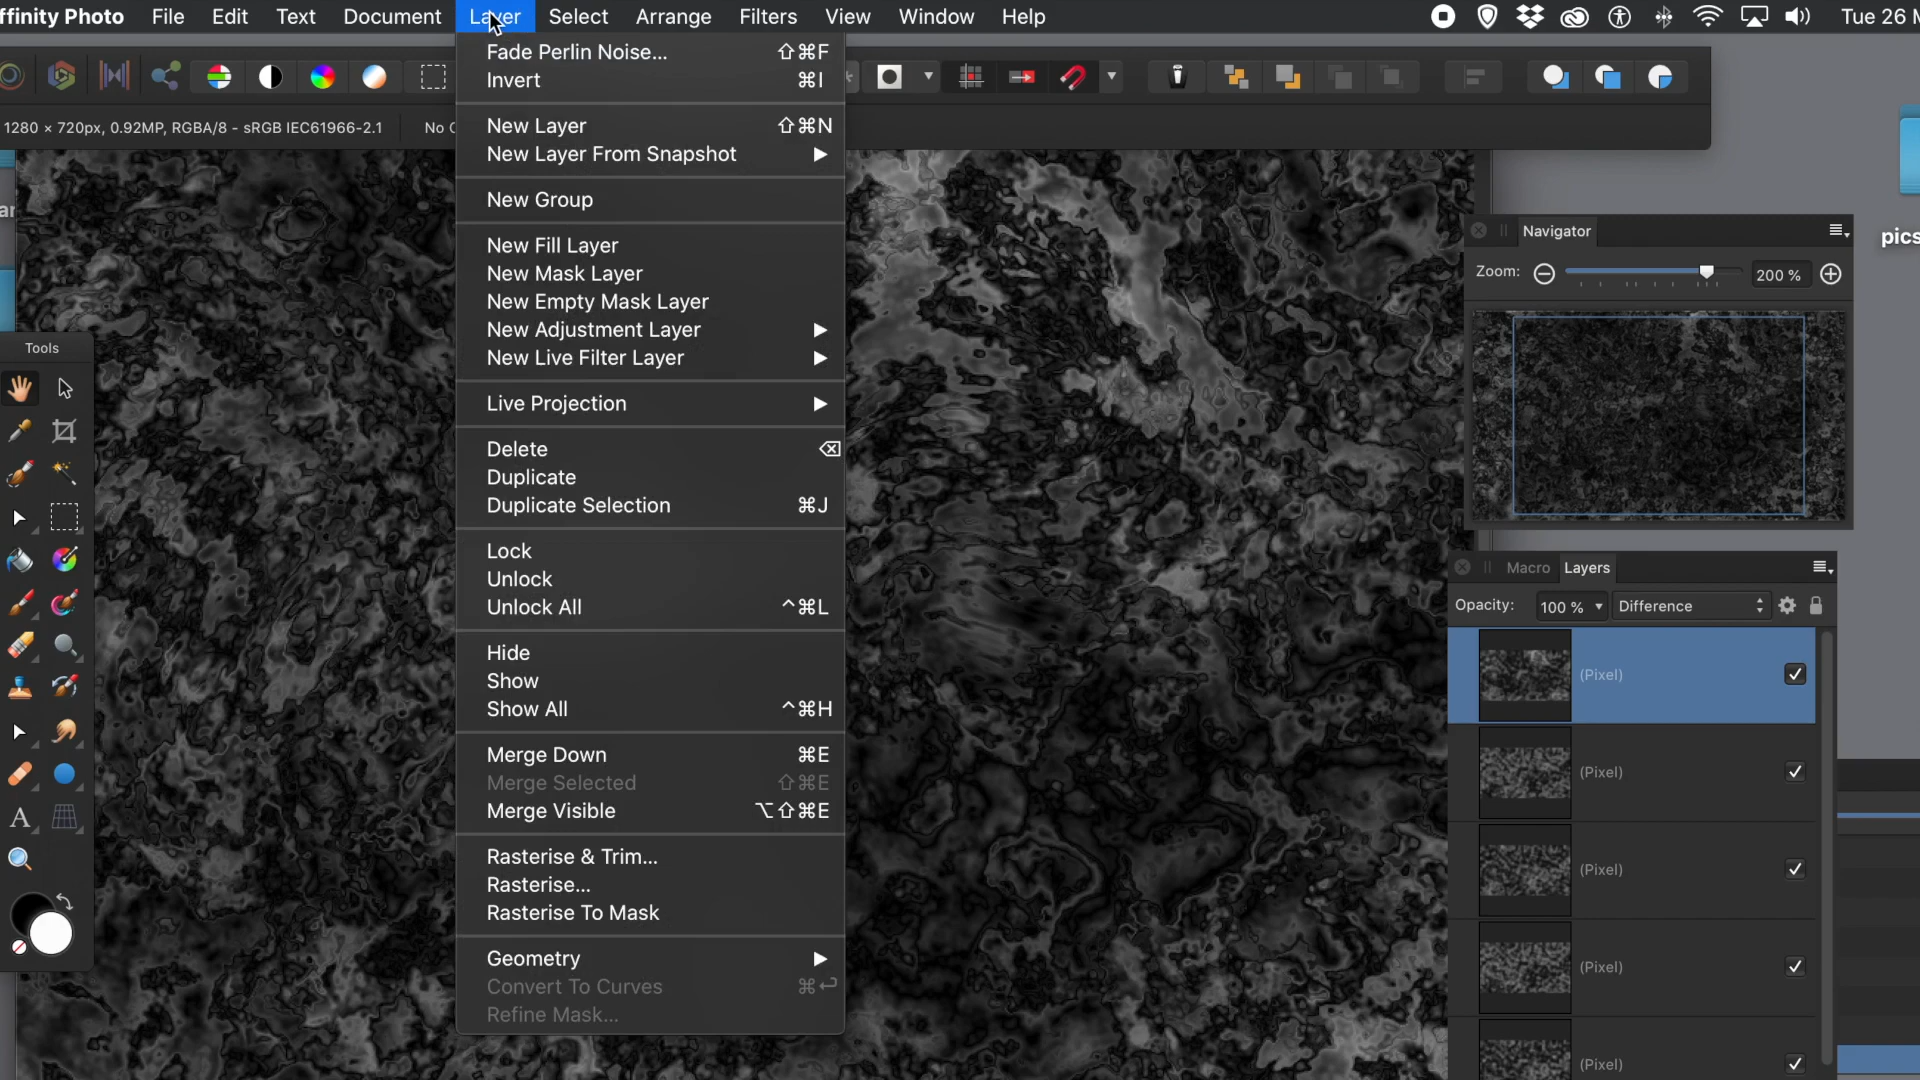 ffinity Photo File Edit Text Document Layer Select Arrange Filters View Window Help Tue 26 M
1280 × 720px, 0.92MP, RGBA/8 - sRGB IEC61966-2.1 No C
Fade Perlin Noise... ⇧⌘F
Invert ⌘I
New Layer ⇧⌘N
New Layer From Snapshot
New Group
New Fill Layer
New Mask Layer
New Empty Mask Layer
New Adjustment Layer
New Live Filter Layer
Live Projection
Delete ⌫
Duplicate
Duplicate Selection ⌘J
Lock
Unlock
Unlock All ^⌘L
Hide
Show
Show All ^⌘H
Merge Down ⌘E
Merge Selected ⇧⌘E
Merge Visible ⌥⇧⌘E
Rasterise & Trim...
Rasterise...
Rasterise To Mask
Geometry
Convert To Curves ⌘↩
Refine Mask...
Tools
pics
Navigator
Zoom: 200 %
Macro Layers
Opacity: 100 % Difference
(Pixel)
(Pixel)
(Pixel)
(Pixel)
(Pixel)